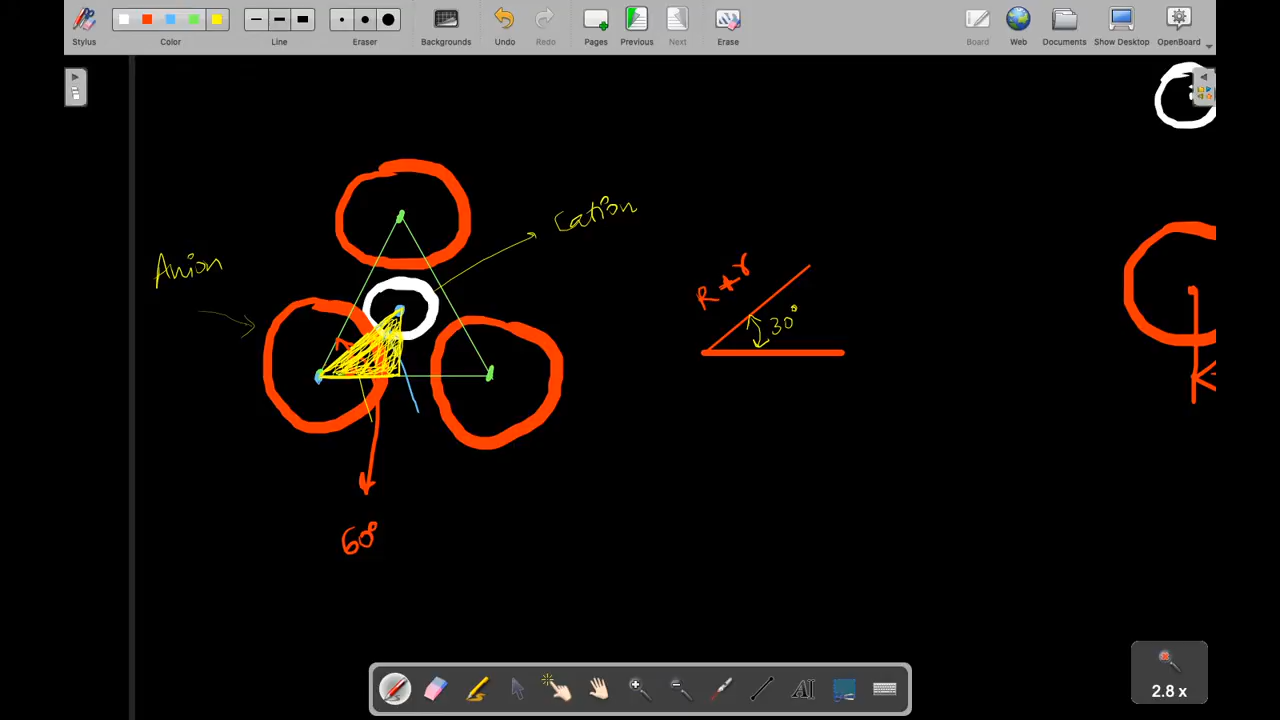 Stylus
Color
Line
Eraser
Backgrounds
Undo
Redo
Pages
Previous
Next
Erase
Board
Web
Documents
Show Desktop
OpenBoard
Cation
Anion
R+r
30°
60°
2.8 x
AI